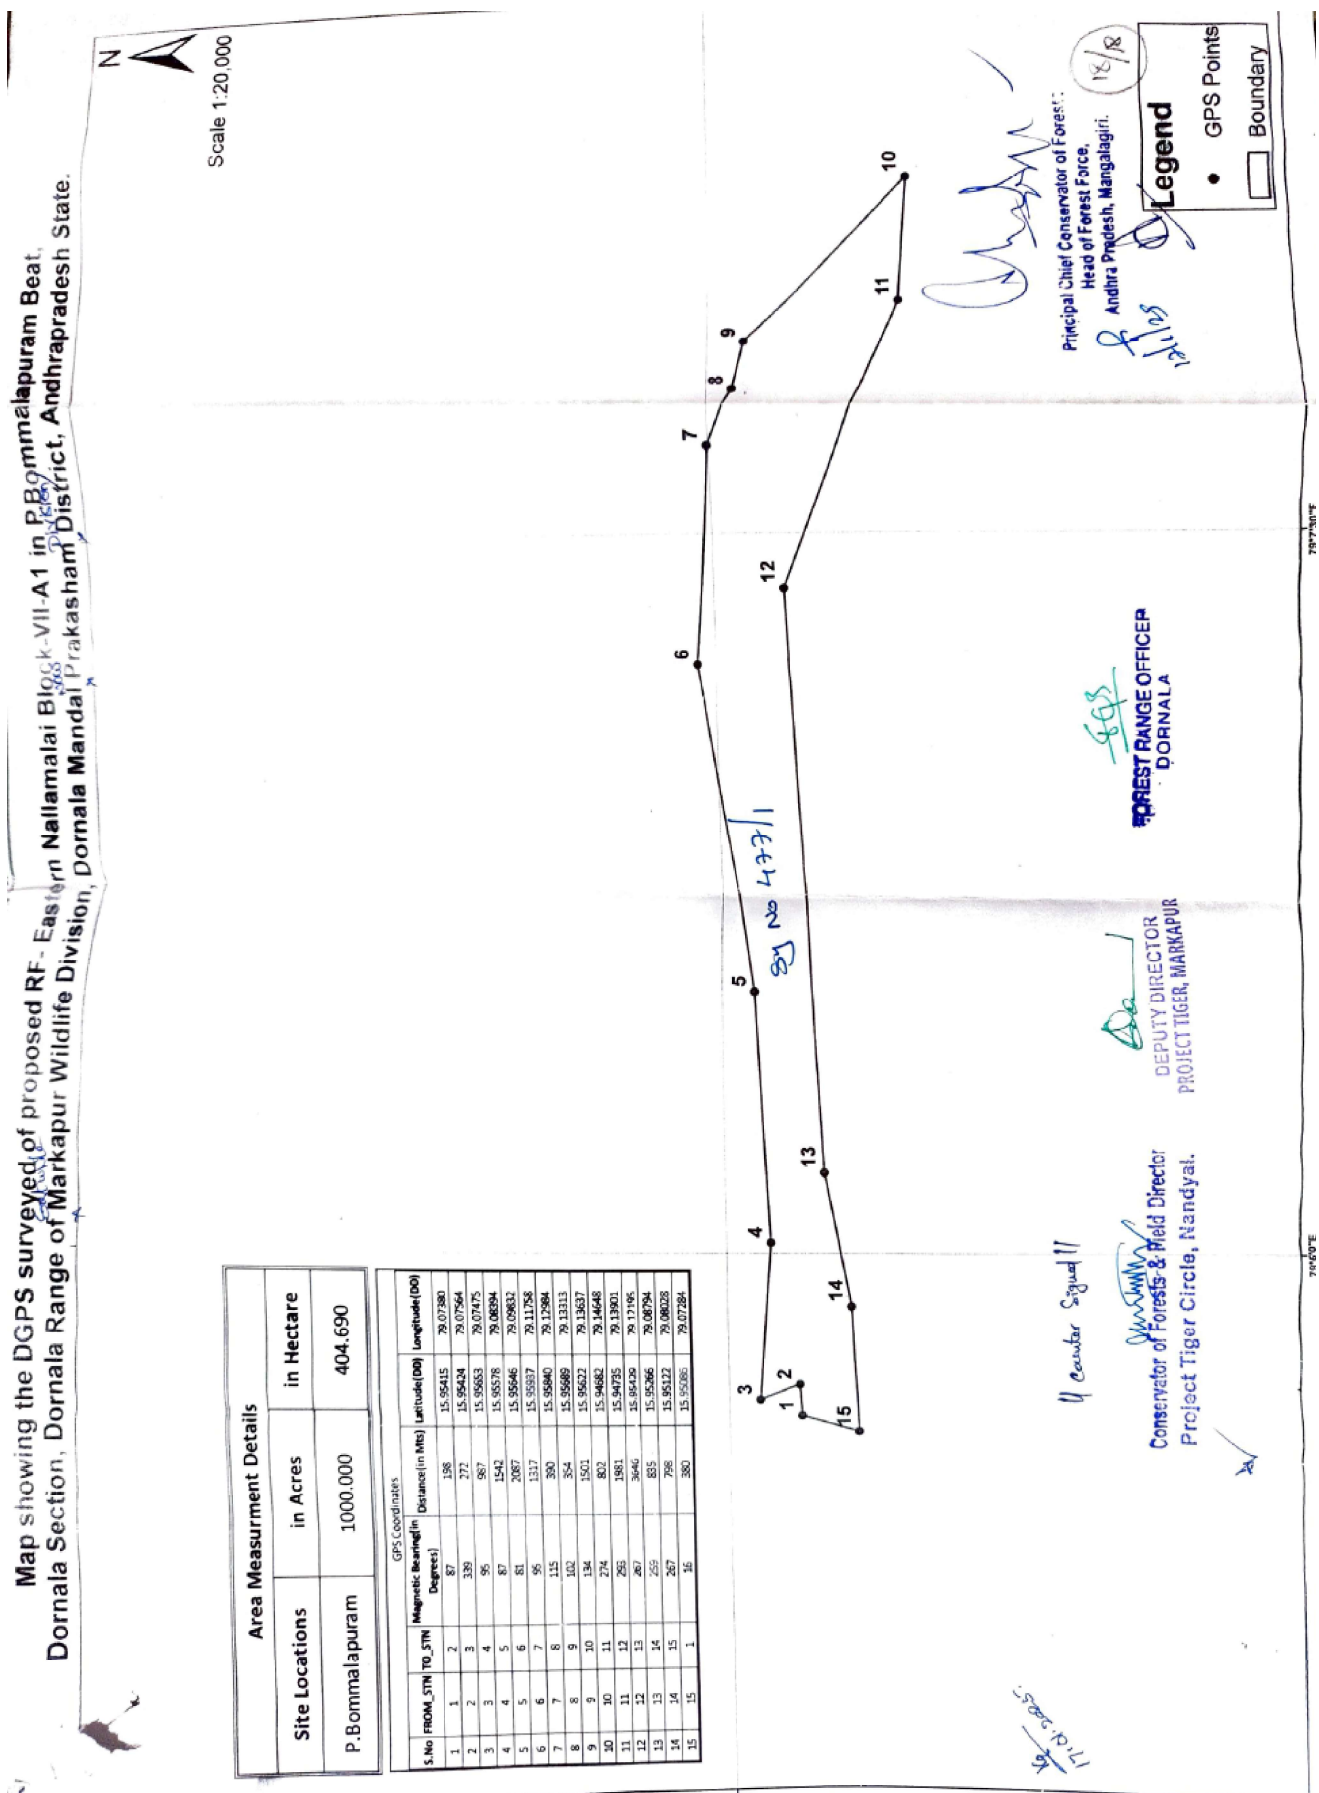 Map showing the DGPS surveyed of proposed RF- Eastern Nallamalai Block-VII-A1 in P.Bommalapuram Beat,
Dornala Section, Dornala Range of Markapur Wildlife Division, Dornala Mandal Prakasham District, Andhrapradesh State.
Division
N
Scale 1:20,000
Area Measurment Details
Site Locations in Acres in Hectare
P.Bommalapuram 1000.000 404.690
GPS Coordinates
S.No FROM_STN TO_STN Magnetic Bearing(in Degrees) Distance(in Mts) Latitude(DD) Longitude(DD)
1 1 2 87 198 15.95415 79.07380
2 2 3 339 272 15.95424 79.07564
3 3 4 95 987 15.95653 79.07475
4 4 5 87 1542 15.95578 79.08394
5 5 6 81 2087 15.95646 79.09832
6 6 7 95 1317 15.95937 79.11758
7 7 8 115 390 15.95840 79.12984
8 8 9 102 354 15.95689 79.13313
9 9 10 134 1501 15.95622 79.13637
10 10 11 274 802 15.94682 79.14648
11 11 12 293 1981 15.94735 79.13901
12 12 13 267 3646 15.95429 79.12195
13 13 14 259 835 15.95266 79.08794
14 14 15 267 798 15.95122 79.08028
15 15 1 16 380 15.95086 79.07284
1
2
3
4
5
6
7
8
9
10
11
12
13
14
15
Sy No 477/1
// counter Signed //
Conservator of Forests & Field Director
Project Tiger Circle, Nandyal.
DEPUTY DIRECTOR
PROJECT TIGER, MARKAPUR
FOREST RANGE OFFICER
DORNALA
Principal Chief Conservator of Forest
Head of Forest Force,
Andhra Pradesh, Mangalagiri.
18/18
Legend
GPS Points
Boundary
79°6'0"E
79°7'30"E